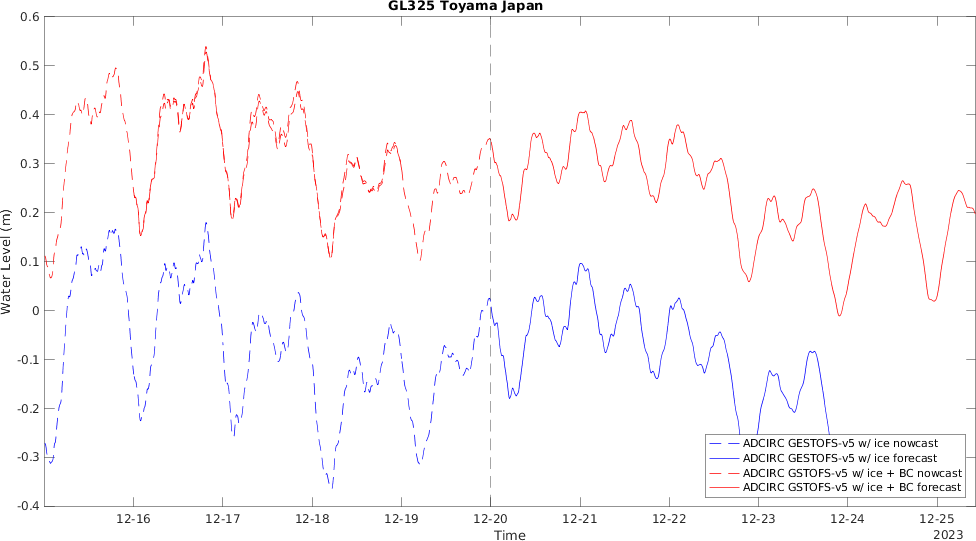 GL325 Toyama Japan
Water Level (m)
0.6
0.5
0.4
0.3
0.2
0.1
0
-0.1
-0.2
-0.3
-0.4
ADCIRC GESTOFS-v5 w/ ice nowcast
ADCIRC GESTOFS-v5 w/ ice forecast
ADCIRC GSTOFS-v5 w/ ice + BC nowcast
ADCIRC GSTOFS-v5 w/ ice + BC forecast
12-16 12-17 12-18 12-19 12-20 12-21 12-22 12-23 12-24 12-25
Time
2023